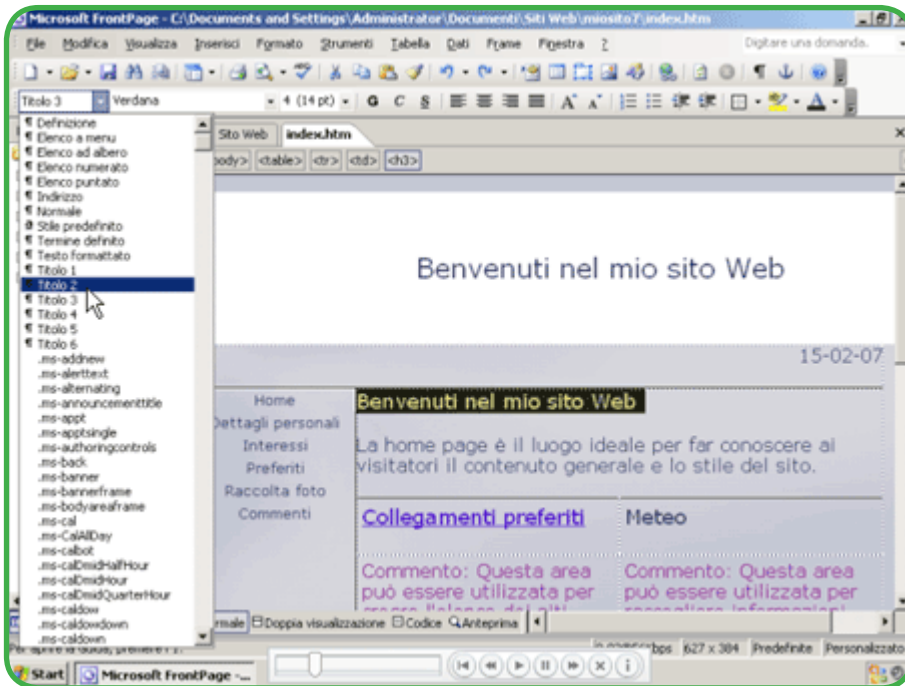 Microsoft FrontPage - C:\Documents and Settings\Administrator\Documenti\Siti Web\miosito7\index.htm
File Modifica Visualizza Inserisci Formato Strumenti Tabella Dati Frame Finestra ? Digitare una domanda.
Titolo 3 Verdana 4 (14 pt) G C S
Definizione
Elenco a menu
Elenco ad albero
Elenco numerato
Elenco puntato
Indirizzo
Normale
Stile predefinito
Termine definito
Testo formattato
Titolo 1
Titolo 2
Titolo 3
Titolo 4
Titolo 5
Titolo 6
.ms-addnew
.ms-alerttext
.ms-alternating
.ms-announcementtitle
.ms-appt
.ms-apptsingle
.ms-authoringcontrols
.ms-back
.ms-banner
.ms-bannerframe
.ms-bodyareaframe
.ms-cal
.ms-CalAllDay
.ms-calbot
.ms-calDmidHalfHour
.ms-calDmidHour
.ms-calDmidQuarterHour
.ms-caldow
.ms-caldowdown
.ms-caldown
Sito Web index.htm
<table> <tr> <td> <h3>
Benvenuti nel mio sito Web
15-02-07
Home
Dettagli personali
Interessi
Preferiti
Raccolta foto
Commenti
Benvenuti nel mio sito Web
La home page è il luogo ideale per far conoscere ai
visitatori il contenuto generale e lo stile del sito.
Collegamenti preferiti
Meteo
Commento: Questa area
può essere utilizzata per
Commento: Questa area
può essere utilizzata per
Doppia visualizzazione Codice Anteprima
627 x 304 Predefinite Personalizzato
Start Microsoft FrontPage -...